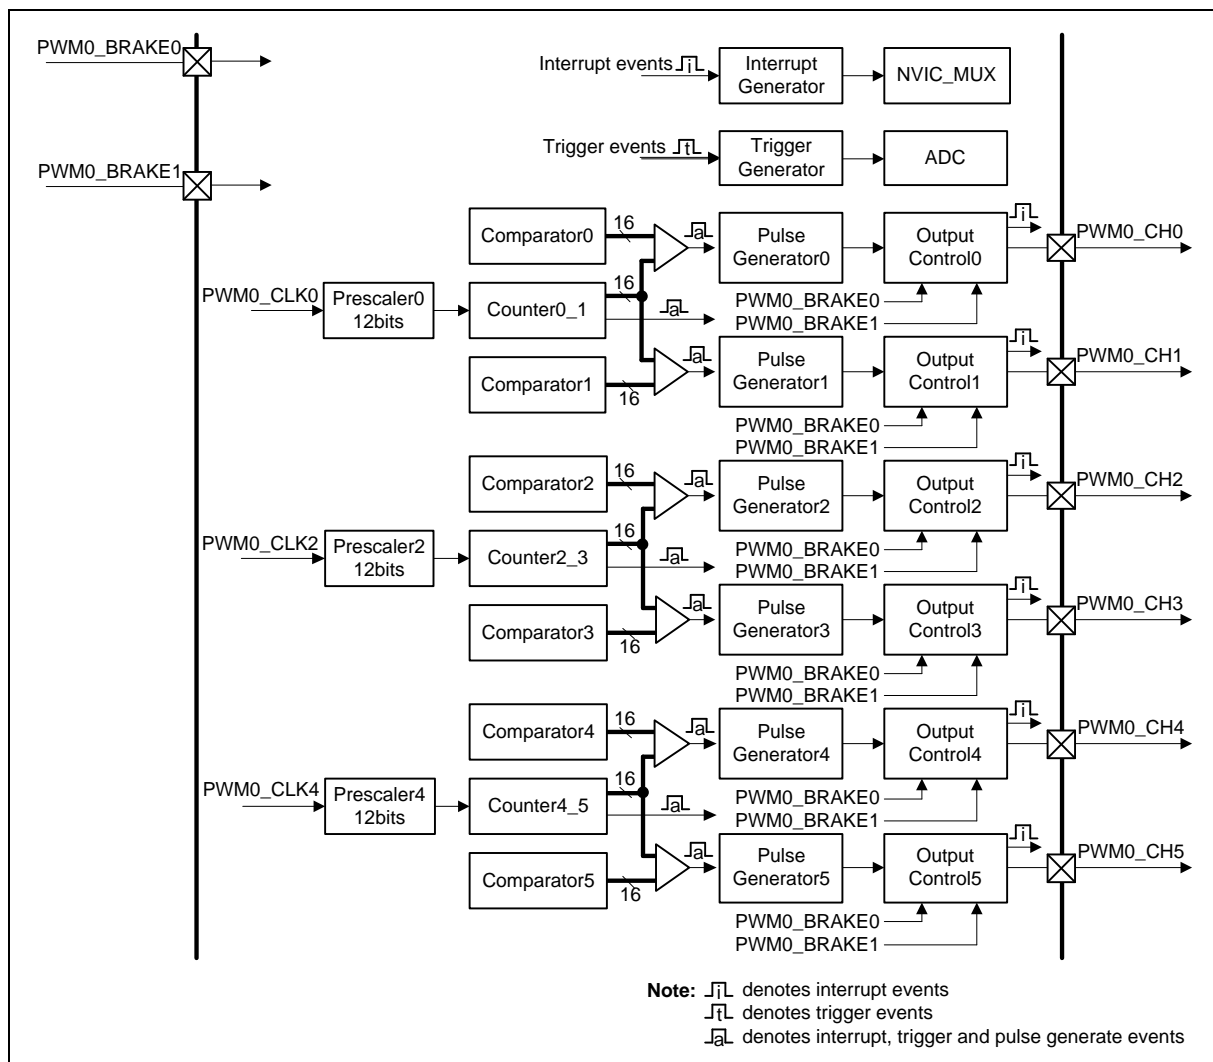 PWM0_BRAKE0
PWM0_BRAKE1
Interrupt events i
Interrupt
Generator
NVIC_MUX
Trigger events t
Trigger
Generator
ADC
Comparator0
16
a
Pulse
Generator0
Output
Control0
i
PWM0_CH0
PWM0_CLK0
Prescaler0
12bits
Counter0_1
16
a
PWM0_BRAKE0
PWM0_BRAKE1
Comparator1
16
a
Pulse
Generator1
Output
Control1
i
PWM0_CH1
PWM0_BRAKE0
PWM0_BRAKE1
Comparator2
16
a
Pulse
Generator2
Output
Control2
i
PWM0_CH2
PWM0_CLK2
Prescaler2
12bits
Counter2_3
16
a
PWM0_BRAKE0
PWM0_BRAKE1
Comparator3
16
a
Pulse
Generator3
Output
Control3
i
PWM0_CH3
PWM0_BRAKE0
PWM0_BRAKE1
Comparator4
16
a
Pulse
Generator4
Output
Control4
i
PWM0_CH4
PWM0_CLK4
Prescaler4
12bits
Counter4_5
16
a
PWM0_BRAKE0
PWM0_BRAKE1
Comparator5
16
a
Pulse
Generator5
Output
Control5
i
PWM0_CH5
PWM0_BRAKE0
PWM0_BRAKE1
Note: i denotes interrupt events
t denotes trigger events
a denotes interrupt, trigger and pulse generate events